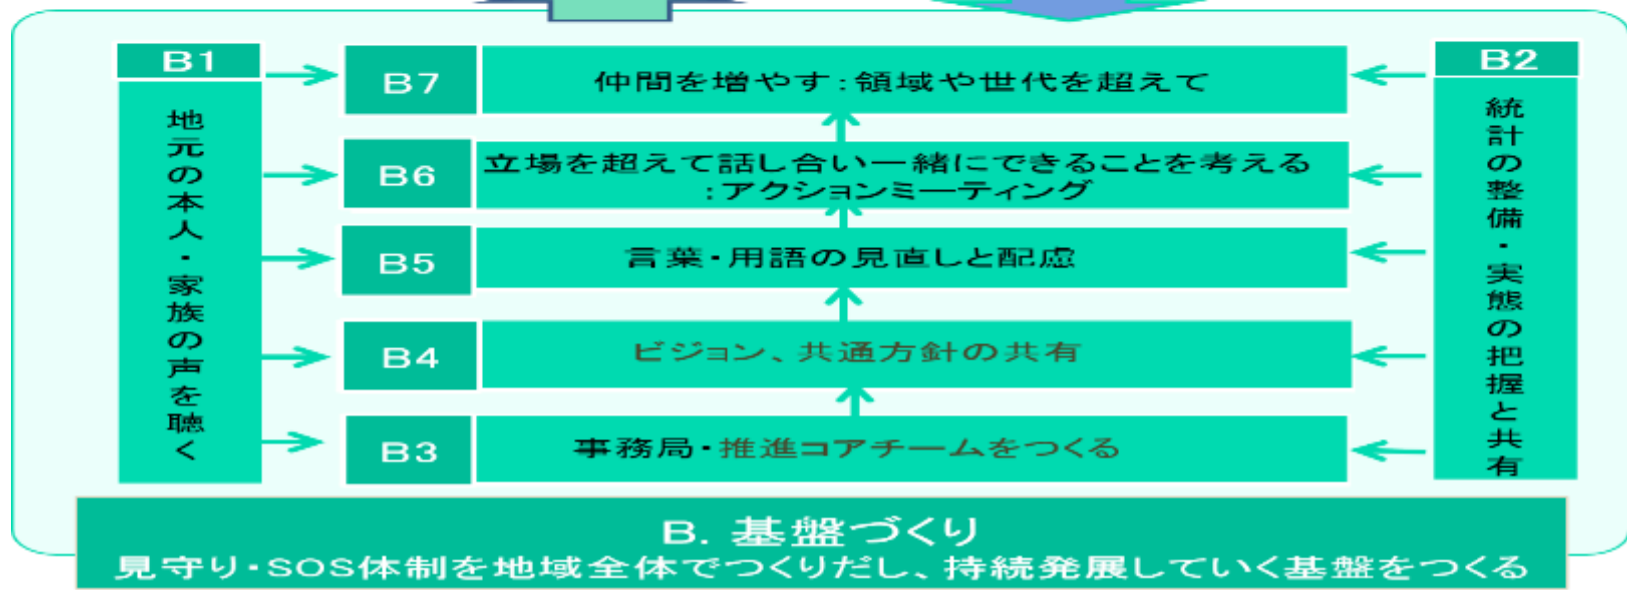 B1
地元の本人・家族の声を聴く
B7
仲間を増やす:領域や世代を超えて
B6
立場を超えて話し合い一緒にできることを考える
:アクションミーティング
B5
言葉・用語の見直しと配慮
B4
ビジョン、共通方針の共有
B3
事務局・推進コアチームをつくる
B2
統計の整備・実態の把握と共有
B. 基盤づくり
見守り・SOS体制を地域全体でつくりだし、持続発展していく基盤をつくる